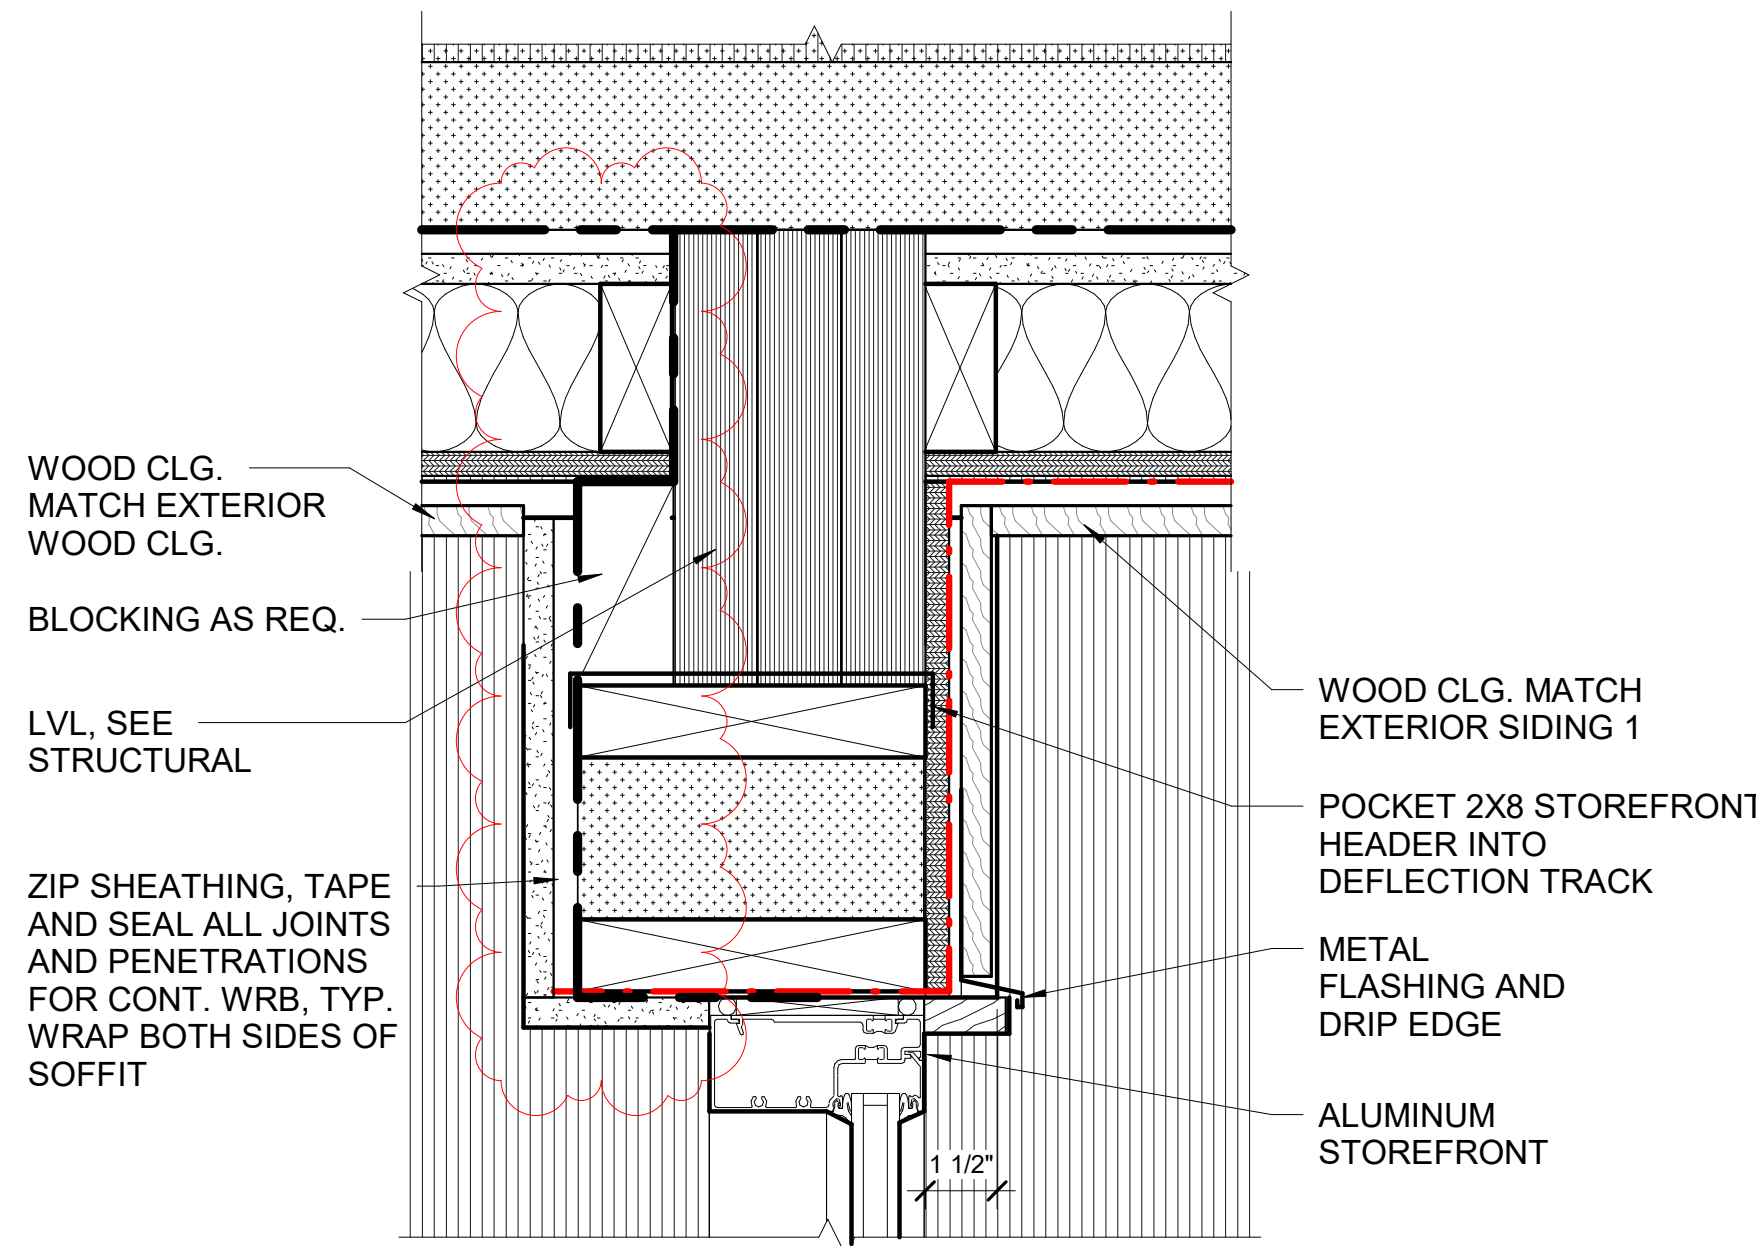 WOOD CLG.
MATCH EXTERIOR
WOOD CLG.
BLOCKING AS REQ.
LVL, SEE
STRUCTURAL
ZIP SHEATHING, TAPE
AND SEAL ALL JOINTS
AND PENETRATIONS
FOR CONT. WRB, TYP.
WRAP BOTH SIDES OF
SOFFIT
WOOD CLG. MATCH
EXTERIOR SIDING 1
POCKET 2X8 STOREFRONT
HEADER INTO
DEFLECTION TRACK
METAL
FLASHING AND
DRIP EDGE
ALUMINUM
STOREFRONT
1 1/2"